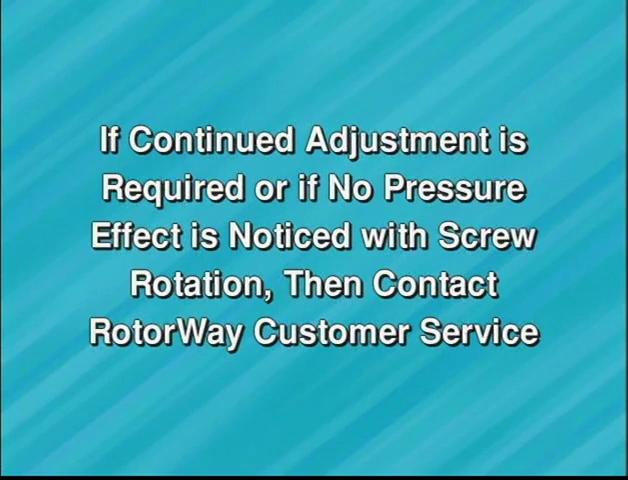 If Continued Adjustment is
Required or if No Pressure
Effect is Noticed with Screw
Rotation, Then Contact
RotorWay Customer Service